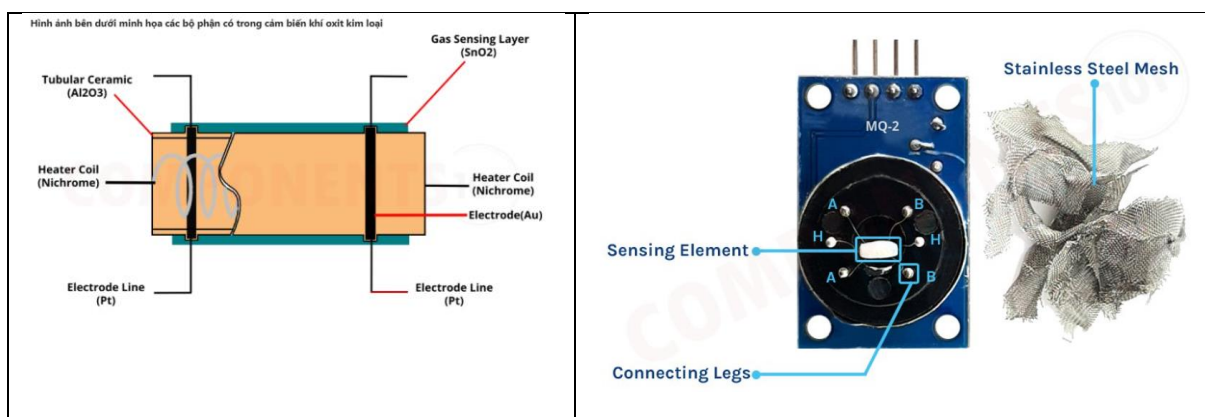 Hình ảnh bên dưới minh họa các bộ phận có trong cảm biến khí oxit kim loại
Gas Sensing Layer
(SnO2)
Tubular Ceramic
(Al2O3)
Heater Coil
(Nichrome)
Heater Coil
(Nichrome)
Electrode(Au)
Electrode Line
(Pt)
Electrode Line
(Pt)
COMPONENTS
Stainless Steel Mesh
MQ-2
A
B
H
H
Sensing Element
A
B
Connecting Legs